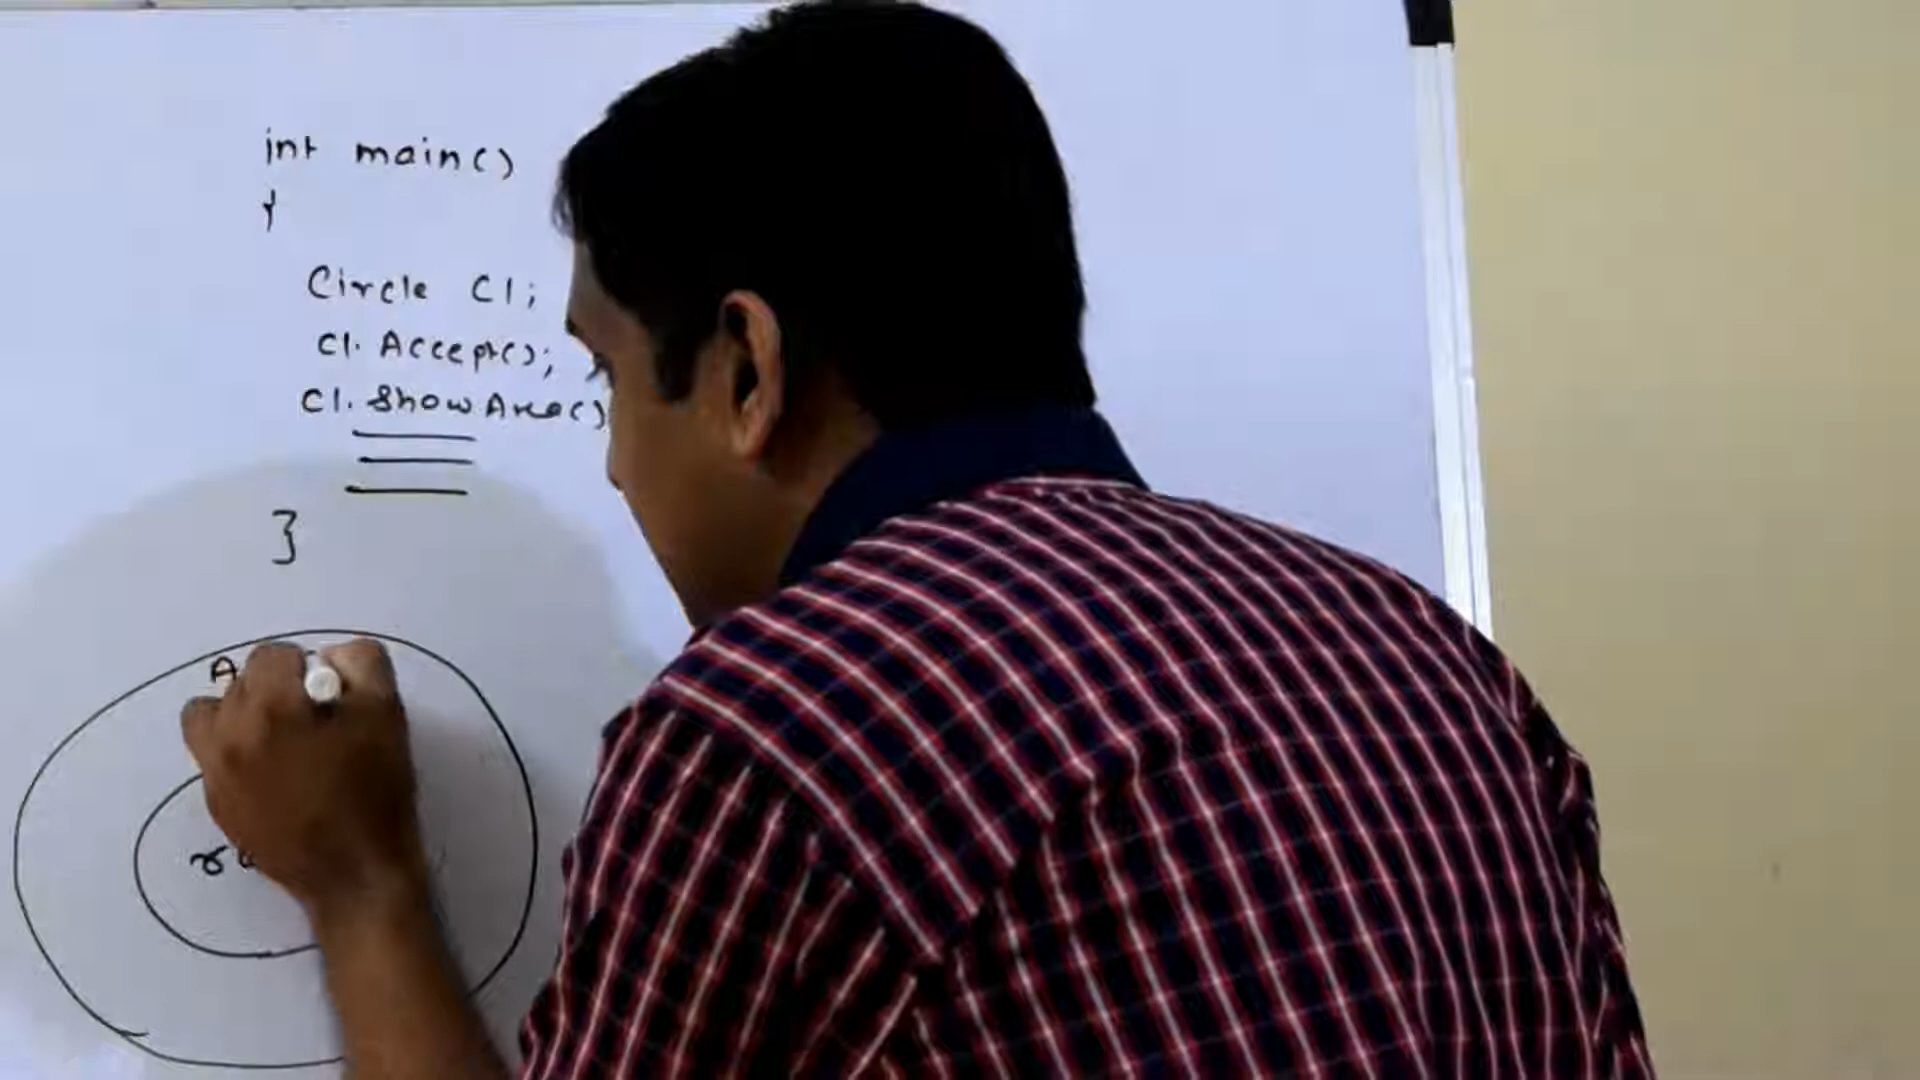 int main()
{
Circle C1;
C1. Accept();
C1. ShowArea()
}
A